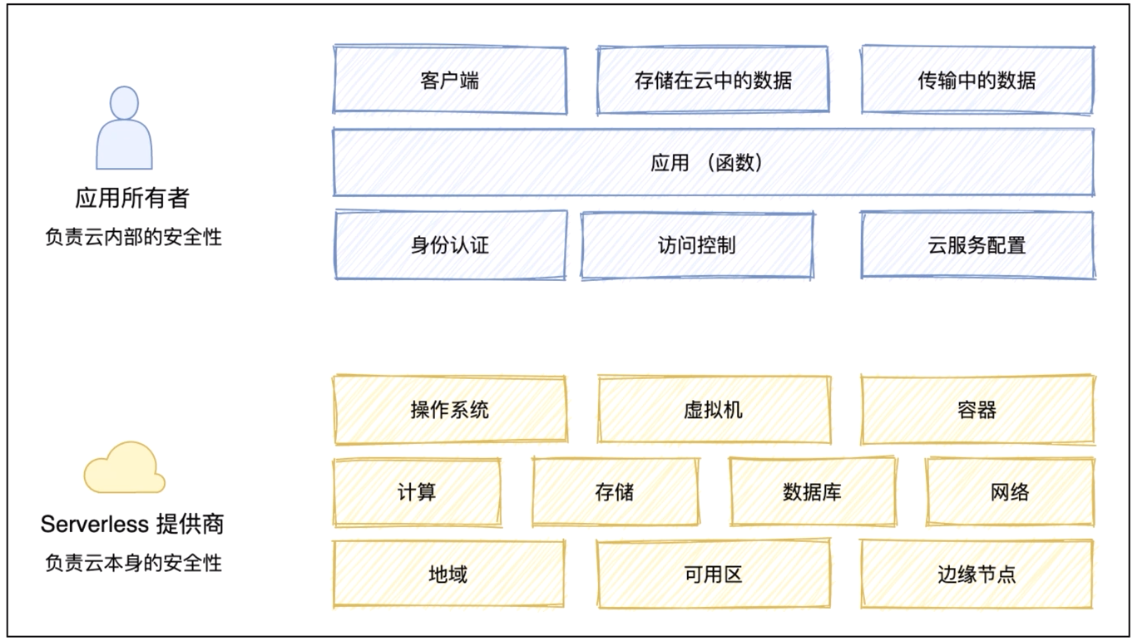 客户端
存储在云中的数据
传输中的数据
应用 （函数）
应用所有者
负责云内部的安全性
身份认证
访问控制
云服务配置
操作系统
虚拟机
容器
计算
存储
数据库
网络
Serverless 提供商
负责云本身的安全性
地域
可用区
边缘节点